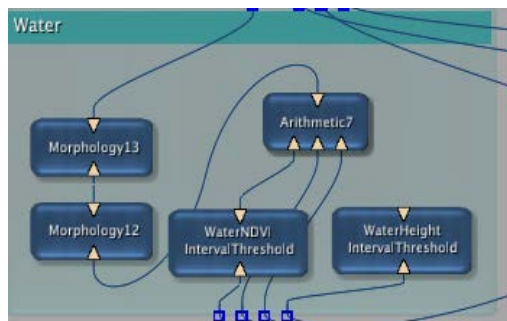 Water
Arithmetic7
Morphology13
Morphology12
WaterNDVI
IntervalThreshold
WaterHeight
IntervalThreshold